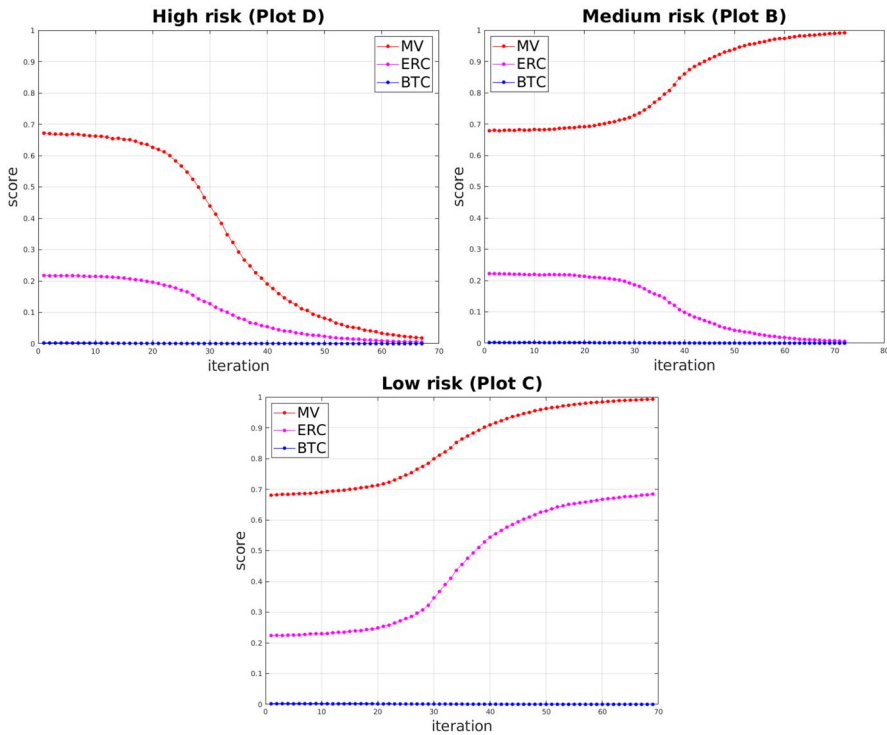 High risk (Plot D)
1
0.9
0.8
0.7
0.6
0.5
0.4
0.3
0.2
0.1
0
score
MV
ERC
BTC
0 10 20 30 40 50 60 70
iteration
Medium risk (Plot B)
1
0.9
0.8
0.7
0.6
0.5
0.4
0.3
0.2
0.1
0
score
MV
ERC
BTC
0 10 20 30 40 50 60 70 80
iteration
Low risk (Plot C)
1
0.9
0.8
0.7
0.6
0.5
0.4
0.3
0.2
0.1
0
score
MV
ERC
BTC
0 10 20 30 40 50 60 70
iteration